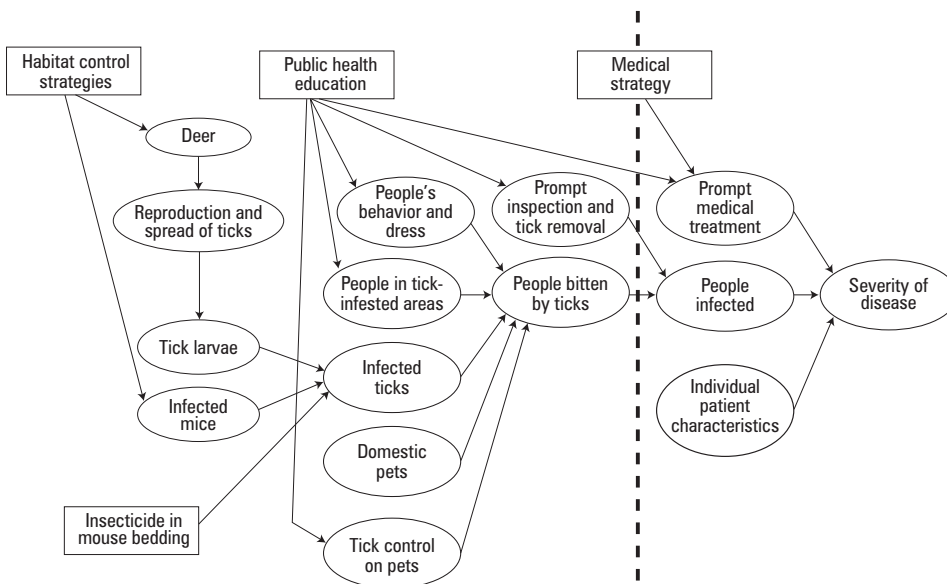 Habitat control
strategies
Public health
education
Medical
strategy
Deer
Reproduction and
spread of ticks
People's
behavior and
dress
Prompt
inspection and
tick removal
Prompt
medical
treatment
People in tick-
infested areas
People bitten
by ticks
People
infected
Severity of
disease
Tick larvae
Infected
ticks
Infected
mice
Individual
patient
characteristics
Domestic
pets
Insecticide in
mouse bedding
Tick control
on pets